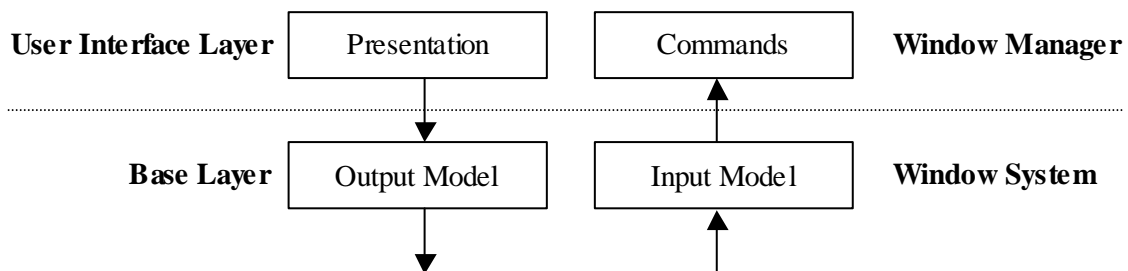 User Interface Layer Presentation Commands Window Manager
Base Layer Output Model Input Model Window System